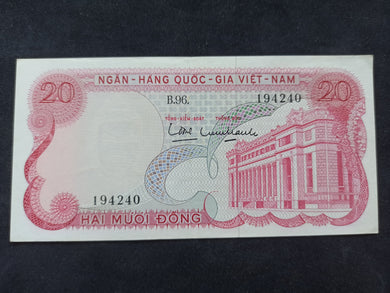 NGÂN-HÀNG QUỐC-GIA VIỆT-NAM
20 20
B.96. 194240
TỔNG-KIỂM-SOÁT THỐNG-ĐỐC
194240
HAI MƯƠI ĐỒNG